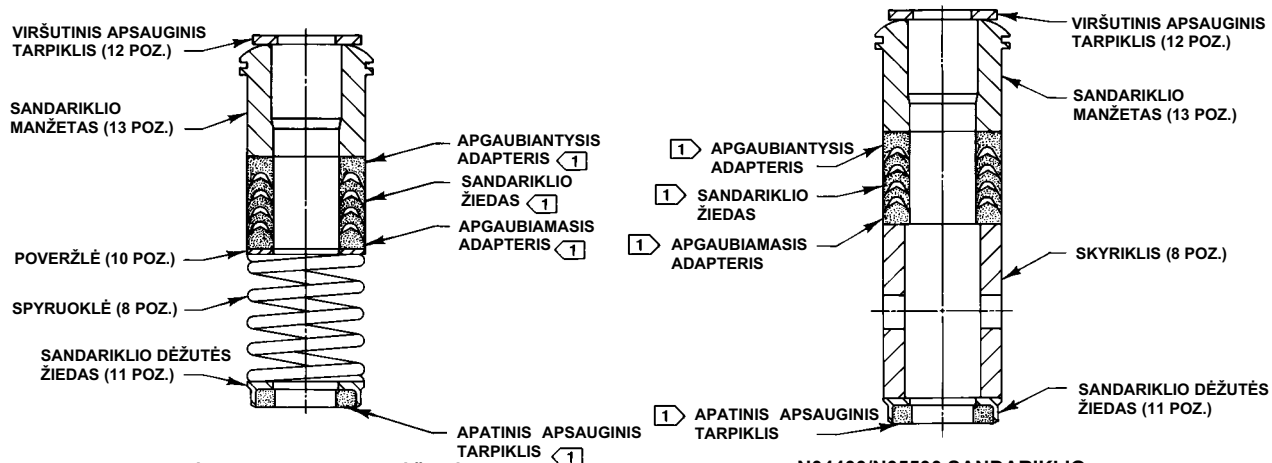 VIRŠUTINIS APSAUGINIS
TARPIKLIS (12 POZ.)
SANDARIKLIO
MANŽETAS (13 POZ.)
APGAUBIANTYSIS
ADAPTERIS 1
SANDARIKLIO
ŽIEDAS 1
APGAUBIAMASIS
ADAPTERIS 1
POVERŽLĖ (10 POZ.)
SPYRUOKLĖ (8 POZ.)
SANDARIKLIO DĖŽUTĖS
ŽIEDAS (11 POZ.)
APATINIS APSAUGINIS
TARPIKLIS 1
VIRŠUTINIS APSAUGINIS
TARPIKLIS (12 POZ.)
SANDARIKLIO
MANŽETAS (13 POZ.)
1 APGAUBIANTYSIS
ADAPTERIS
1 SANDARIKLIO
ŽIEDAS
1 APGAUBIAMASIS
ADAPTERIS
SKYRIKLIS (8 POZ.)
SANDARIKLIO DĖŽUTĖS
ŽIEDAS (11 POZ.)
1 APATINIS APSAUGINIS
TARPIKLIS
SANDARIKLIO